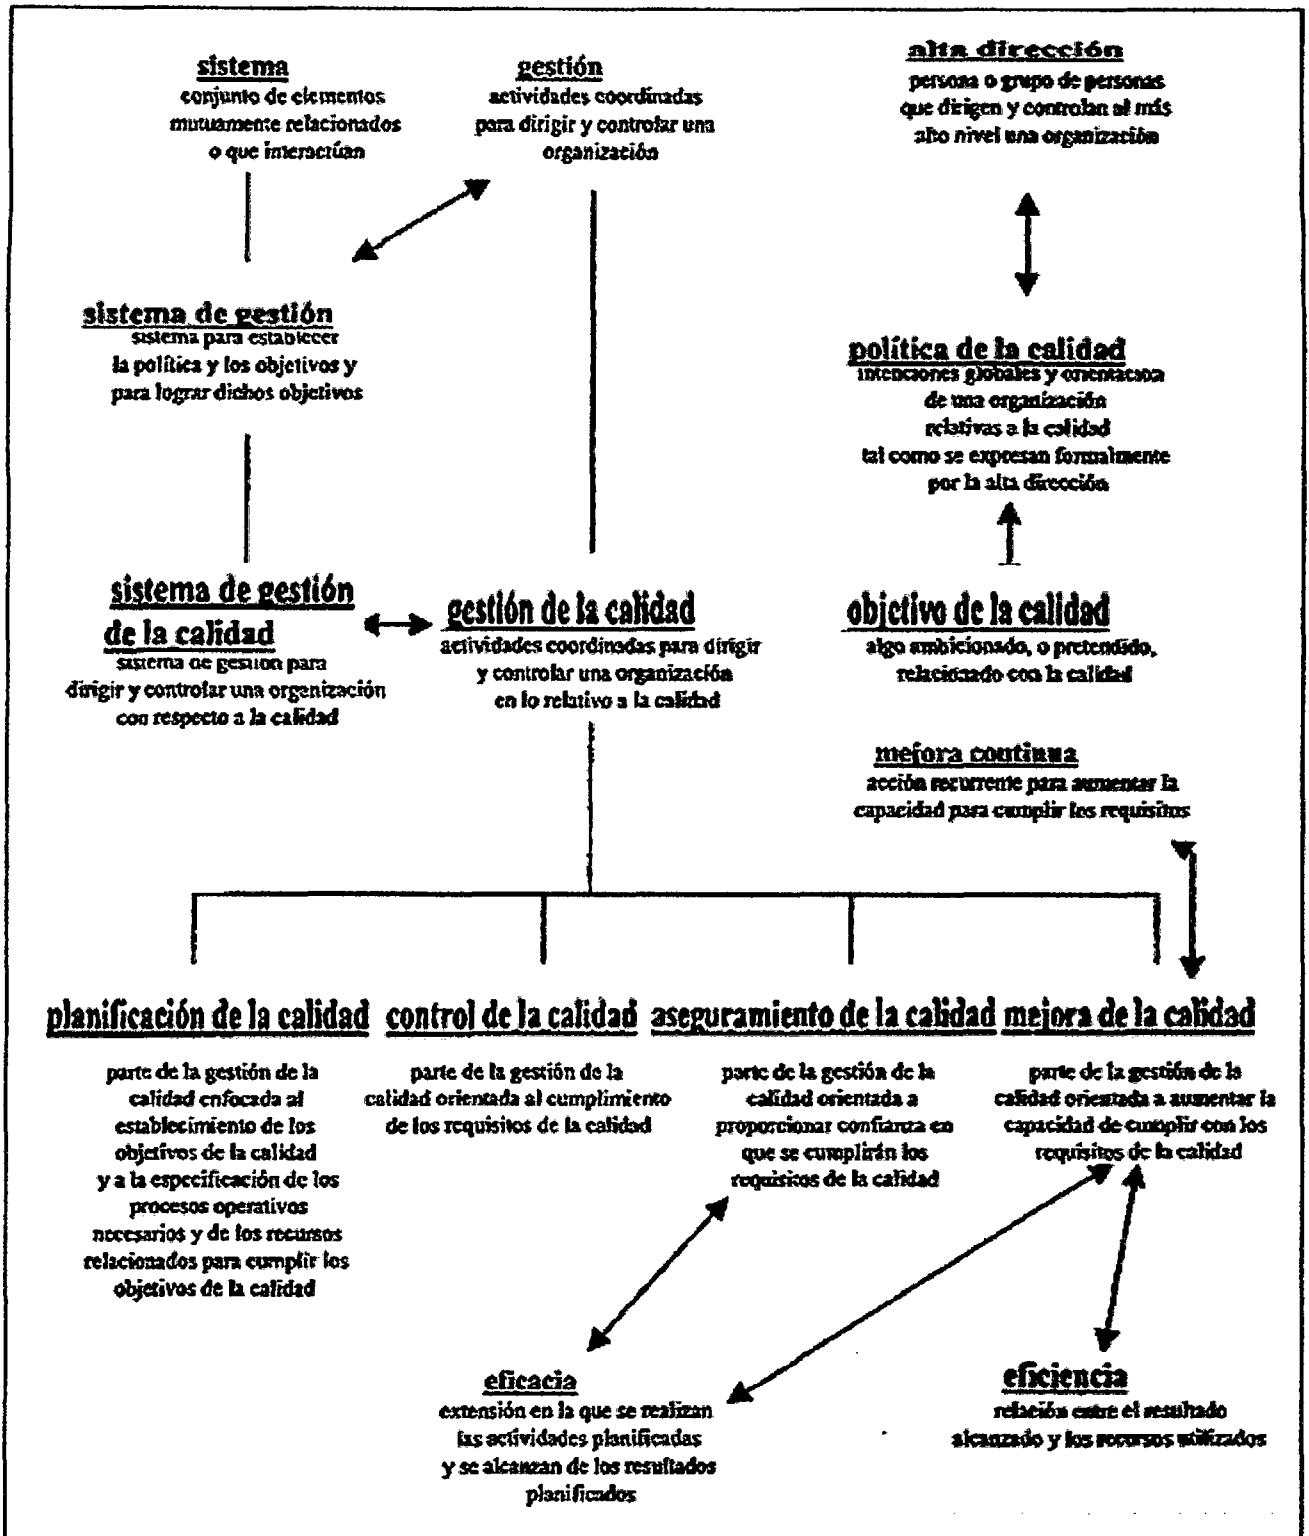 sistema
conjunto de elementos
mutuamente relacionados
o que interactúan
gestión
actividades coordinadas
para dirigir y controlar una
organización
alta dirección
persona o grupo de personas
que dirigen y controlan al más
alto nivel una organización
sistema de gestión
sistema para establecer
la política y los objetivos y
para lograr dichos objetivos
política de la calidad
intenciones globales y orientación
de una organización
relativas a la calidad
tal como se expresan formalmente
por la alta dirección
sistema de gestión
de la calidad
sistema de gestión para
dirigir y controlar una organización
con respecto a la calidad
gestión de la calidad
actividades coordinadas para dirigir
y controlar una organización
en lo relativo a la calidad
objetivo de la calidad
algo ambicionado, o pretendido,
relacionado con la calidad
mejora continua
acción recurrente para aumentar la
capacidad para cumplir los requisitos
planificación de la calidad
parte de la gestión de la
calidad enfocada al
establecimiento de los
objetivos de la calidad
y a la especificación de los
procesos operativos
necesarios y de los recursos
relacionados para cumplir los
objetivos de la calidad
control de la calidad
parte de la gestión de la
calidad orientada al cumplimiento
de los requisitos de la calidad
aseguramiento de la calidad
parte de la gestión de la
calidad orientada a
proporcionar confianza en
que se cumplirán los
requisitos de la calidad
mejora de la calidad
parte de la gestión de la
calidad orientada a aumentar la
capacidad de cumplir con los
requisitos de la calidad
eficacia
extensión en la que se realizan
las actividades planificadas
y se alcanzan de los resultados
planificados
eficiencia
relación entre el resultado
alcanzado y los recursos utilizados